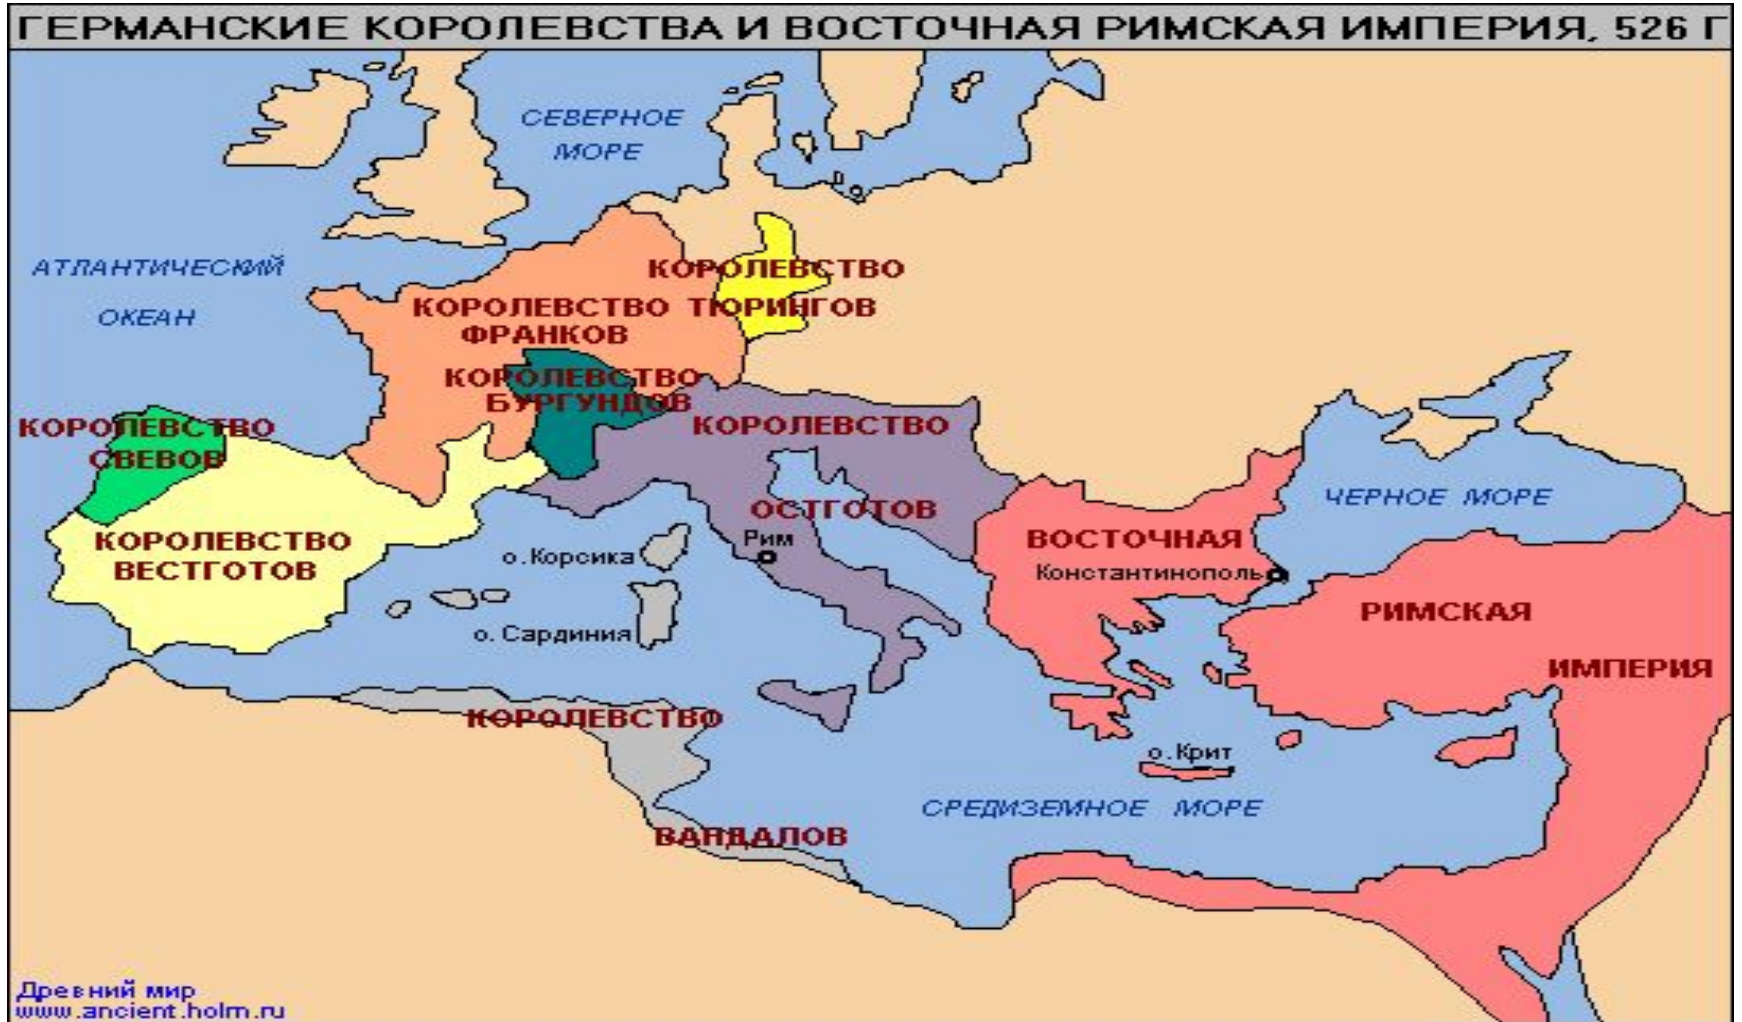 ГЕРМАНСКИЕ КОРОЛЕВСТВА И ВОСТОЧНАЯ РИМСКАЯ ИМПЕРИЯ, 526 Г
СЕВЕРНОЕ
МОРЕ
АТЛАНТИЧЕСКИЙ
ОКЕАН
КОРОЛЕВСТВО
ТЮРИНГОВ
КОРОЛЕВСТВО
ФРАНКОВ
КОРОЛЕВСТВО
БУРГУНДОВ
КОРОЛЕВСТВО
СВЕВОВ
КОРОЛЕВСТВО
ОСТГОТОВ
КОРОЛЕВСТВО
ВЕСТГОТОВ
ЧЕРНОЕ МОРЕ
ВОСТОЧНАЯ
РИМСКАЯ
ИМПЕРИЯ
Константинополь
Рим
о.Корсика
о.Сардиния
КОРОЛЕВСТВО
ВАНДАЛОВ
о.Крит
СРЕДИЗЕМНОЕ МОРЕ
Древний мир
www.ancient.holm.ru